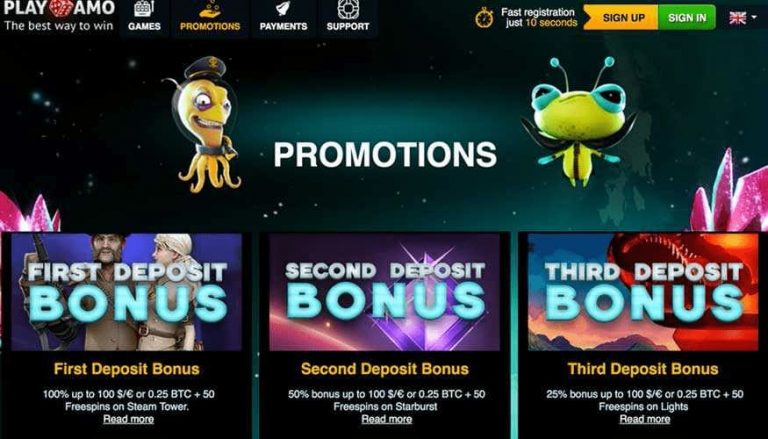 PLAYAMO
The best way to win
GAMES
PROMOTIONS
PAYMENTS
SUPPORT
Fast registration
just 10 seconds
SIGN UP
SIGN IN
PROMOTIONS
FIRST DEPOSIT
BONUS
First Deposit Bonus
100% up to 100 $/€ or 0.25 BTC + 50
Freespins on Steam Tower.
Read more
SECOND DEPOSIT
BONUS
Second Deposit Bonus
50% bonus up to 100 $/€ or 0.25 BTC + 50
Freespins on Starburst
Read more
THIRD DEPOSIT
BONUS
Third Deposit Bonus
25% bonus up to 100 $/€ or 0.25 BTC + 50
Freespins on Lights
Read more